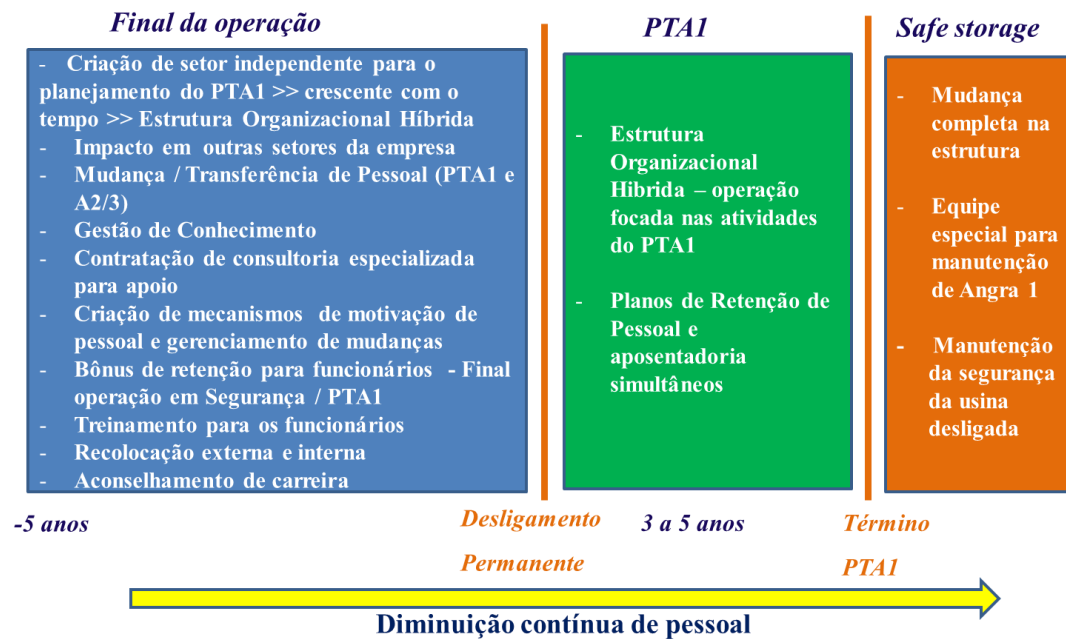 Final da operação
- Criação de setor independente para o
planejamento do PTA1 >> crescente com o
tempo >> Estrutura Organizacional Híbrida
- Impacto em outras setores da empresa
- Mudança / Transferência de Pessoal (PTA1 e
A2/3)
- Gestão de Conhecimento
- Contratação de consultoria especializada
para apoio
- Criação de mecanismos de motivação de
pessoal e gerenciamento de mudanças
- Bônus de retenção para funcionários - Final
operação em Segurança / PTA1
- Treinamento para os funcionários
- Recolocação externa e interna
- Aconselhamento de carreira
PTA1
- Estrutura
Organizacional
Hibrida – operação
focada nas atividades
do PTA1
- Planos de Retenção de
Pessoal e
aposentadoria
simultâneos
Safe storage
- Mudança
completa na
estrutura
- Equipe
especial para
manutenção
de Angra 1
- Manutenção
da segurança
da usina
desligada
-5 anos
Desligamento
Permanente
3 a 5 anos
Término
PTA1
Diminuição contínua de pessoal